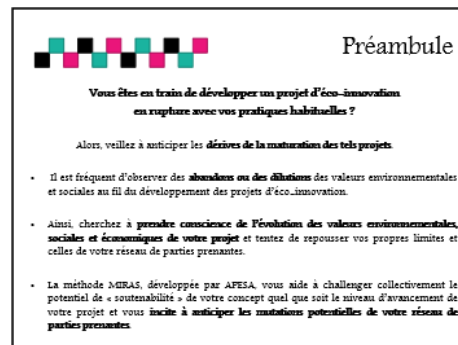 Préambule
Vous êtes en train de développer un projet d'éco-innovation
en rupture avec vos pratiques habituelles ?
Alors, veillez à anticiper les dérives de la maturation des tels projets.
• Il est fréquent d'observer des abandons ou des dilutions des valeurs environnementales
et sociales au fil du développement des projets d'éco-innovation.
• Ainsi, cherchez à prendre conscience de l'évolution des valeurs environnementales,
sociales et économiques de votre projet et tentez de repousser vos propres limites et
celles de votre réseau de parties prenantes.
• La méthode MIRAS, développée par AFESA, vous aide à challenger collectivement le
potentiel de « soutenabilité » de votre concept quel que soit le niveau d'avancement de
votre projet et vous incite à anticiper les mutations potentielles de votre réseau de
parties prenantes.